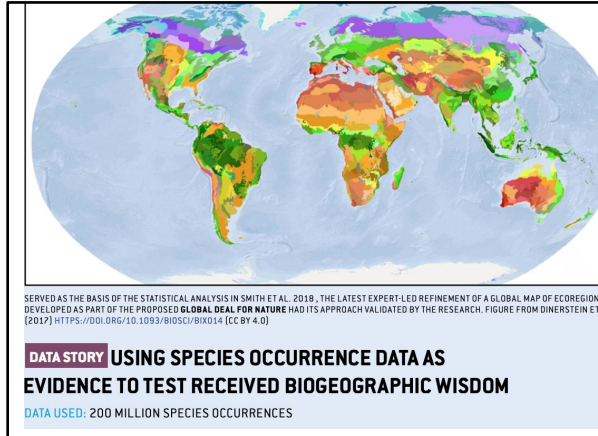 SERVED AS THE BASIS OF THE STATISTICAL ANALYSIS IN SMITH ET AL. 2018 , THE LATEST EXPERT-LED REFINEMENT OF A GLOBAL MAP OF ECOREGION
DEVELOPED AS PART OF THE PROPOSED GLOBAL DEAL FOR NATURE HAD ITS APPROACH VALIDATED BY THE RESEARCH. FIGURE FROM DINERSTEIN ET
(2017) HTTPS://DOI.ORG/10.1093/BIOSCI/BIX014 (CC BY 4.0)
DATA STORY USING SPECIES OCCURRENCE DATA AS
EVIDENCE TO TEST RECEIVED BIOGEOGRAPHIC WISDOM
DATA USED: 200 MILLION SPECIES OCCURRENCES